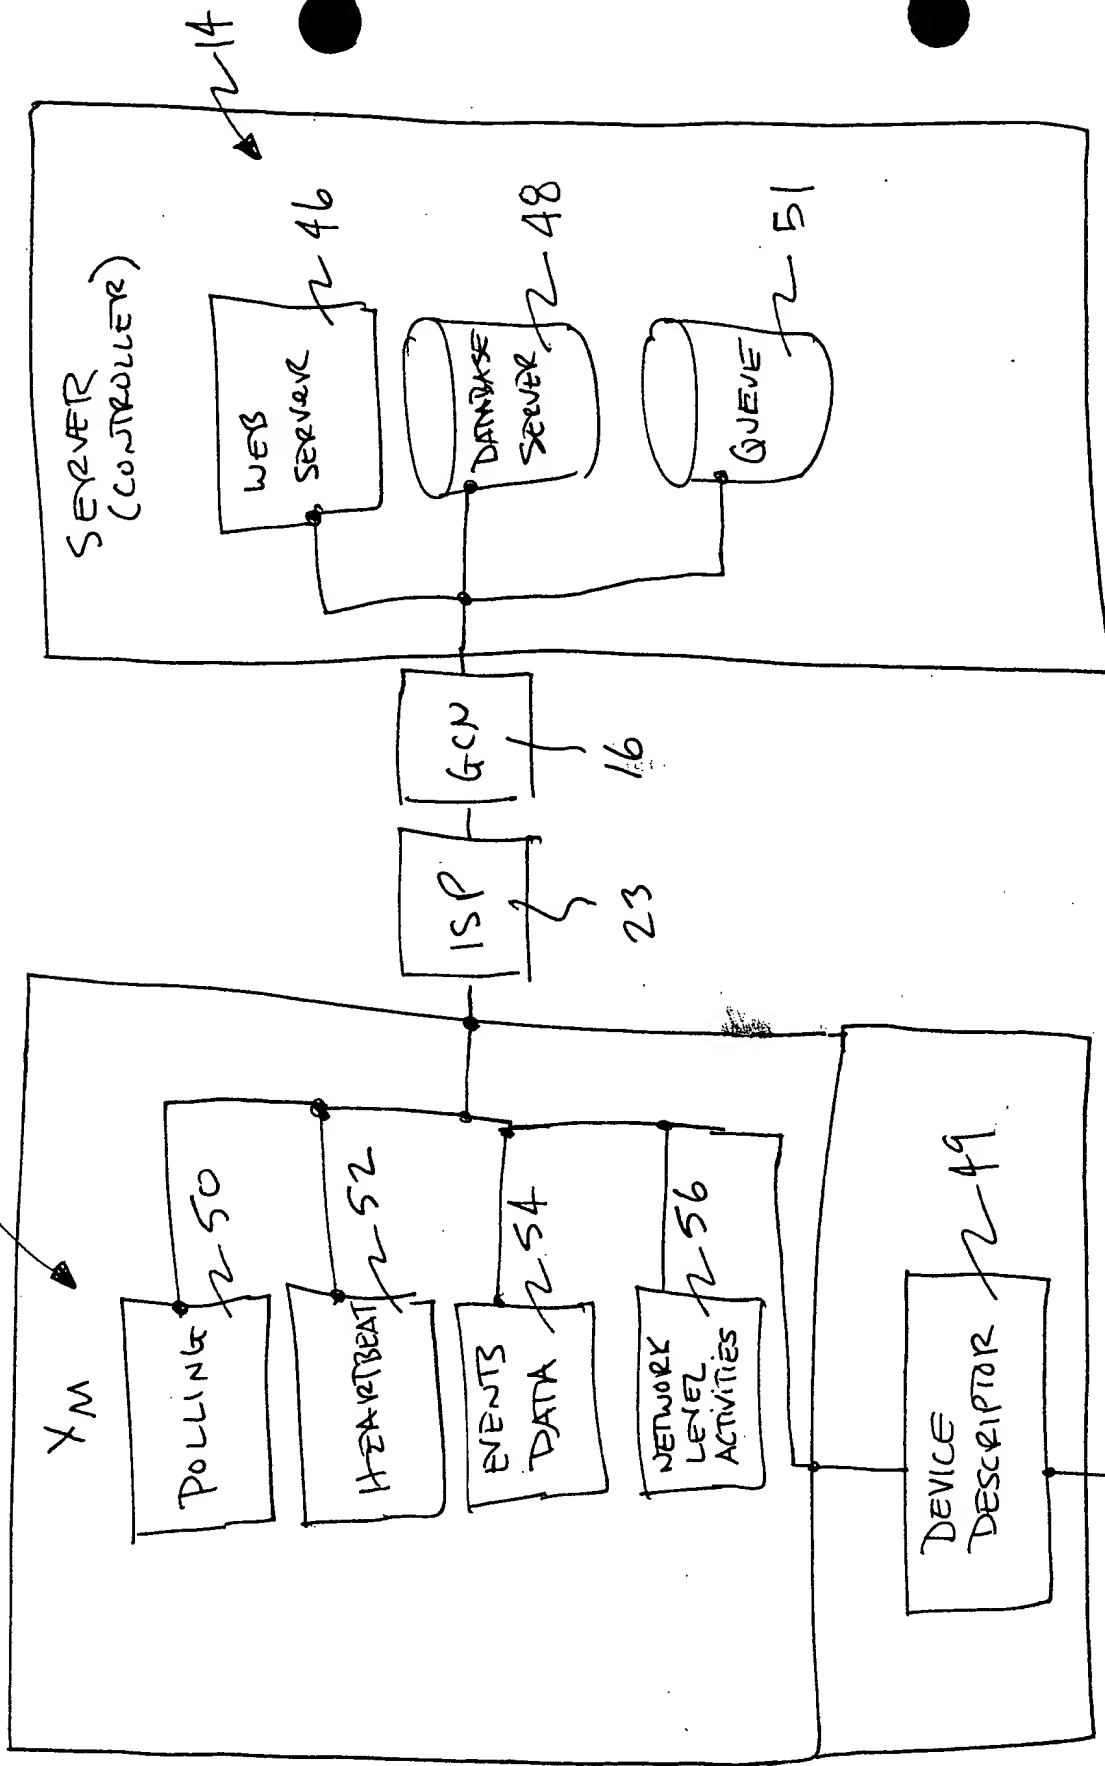 XM
POLLING
50
HEARTBEAT
52
EVENTS
DATA
54
NETWORK
LEVEL
ACTIVITIES
56
DEVICE
DESCRIPTOR
49
ISP
23
GCN
16
SERVER
(CONTROLLER)
14
WEB
SERVER
46
DATABASE
SERVER
48
QUEUE
51